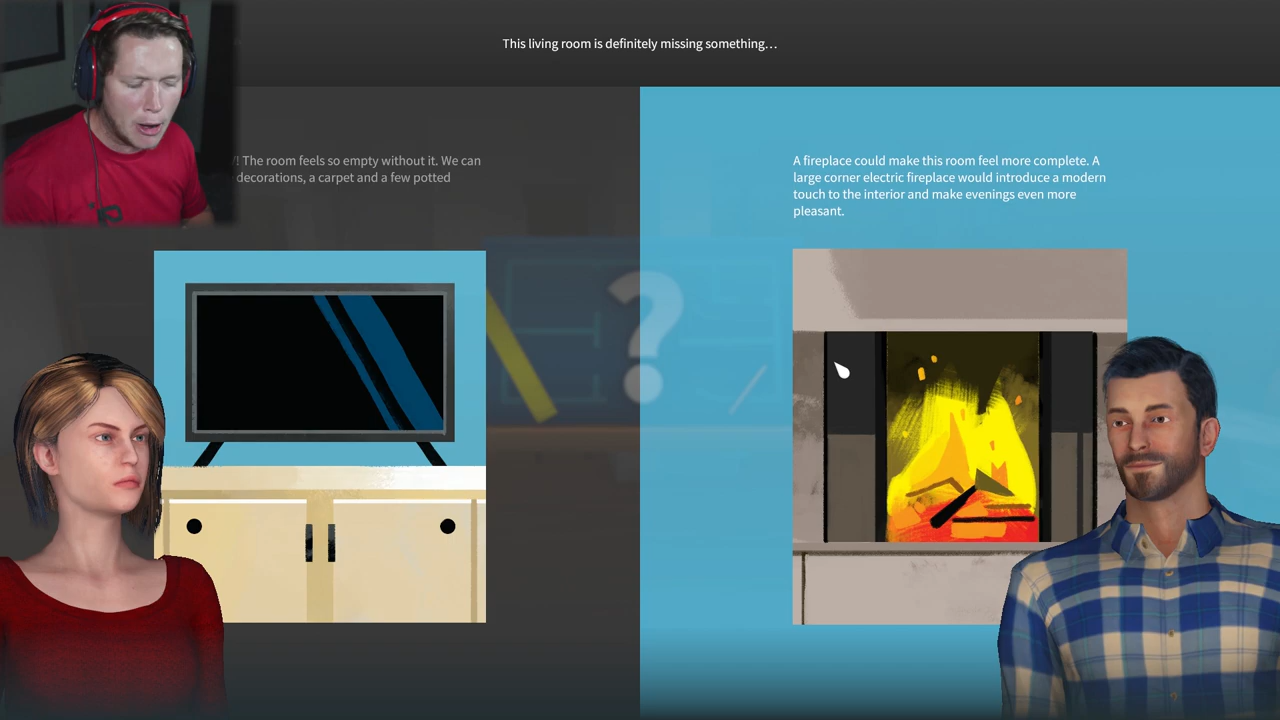 This living room is definitely missing something…
! The room feels so empty without it. We can
decorations, a carpet and a few potted
A fireplace could make this room feel more complete. A
large corner electric fireplace would introduce a modern
touch to the interior and make evenings even more
pleasant.
?